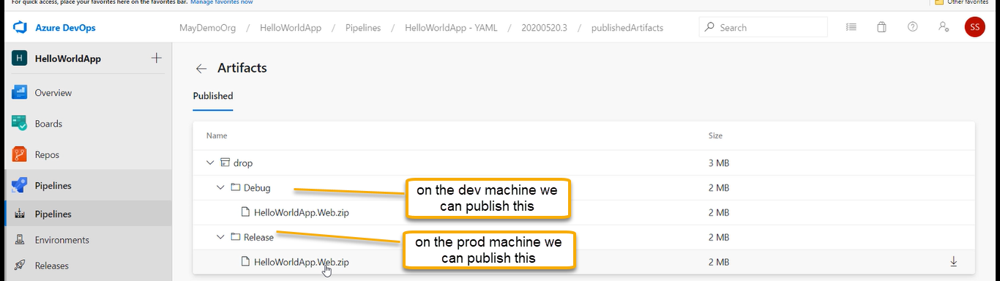 For quick access, place your favorites here on the favorites bar. Manage favorites now
Other favorites
Azure DevOps
MayDemoOrg / HelloWorldApp / Pipelines / HelloWorldApp - YAML / 20200520.3 / publishedArtifacts
Search
SS
H HelloWorldApp
Overview
Boards
Repos
Pipelines
Pipelines
Environments
Releases
Artifacts
Published
Name Size
drop 3 MB
Debug 2 MB
HelloWorldApp.Web.zip 2 MB
Release 2 MB
HelloWorldApp.Web.zip 2 MB
on the dev machine we
can publish this
on the prod machine we
can publish this